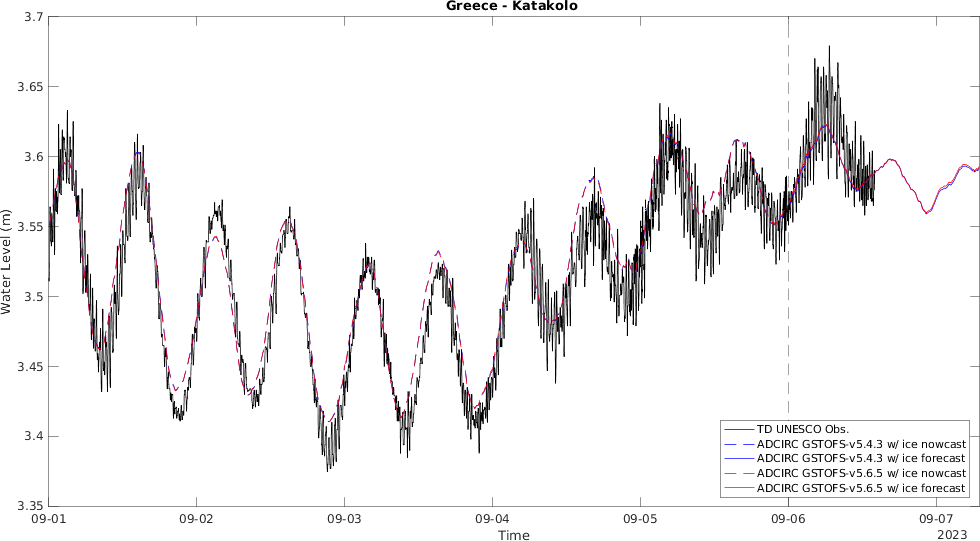 Greece - Katakolo
3.7
3.65
3.6
3.55
3.5
3.45
3.4
3.35
Water Level (m)
TD UNESCO Obs.
ADCIRC GSTOFS-v5.4.3 w/ ice nowcast
ADCIRC GSTOFS-v5.4.3 w/ ice forecast
ADCIRC GSTOFS-v5.6.5 w/ ice nowcast
ADCIRC GSTOFS-v5.6.5 w/ ice forecast
09-01 09-02 09-03 09-04 09-05 09-06 09-07
Time 2023